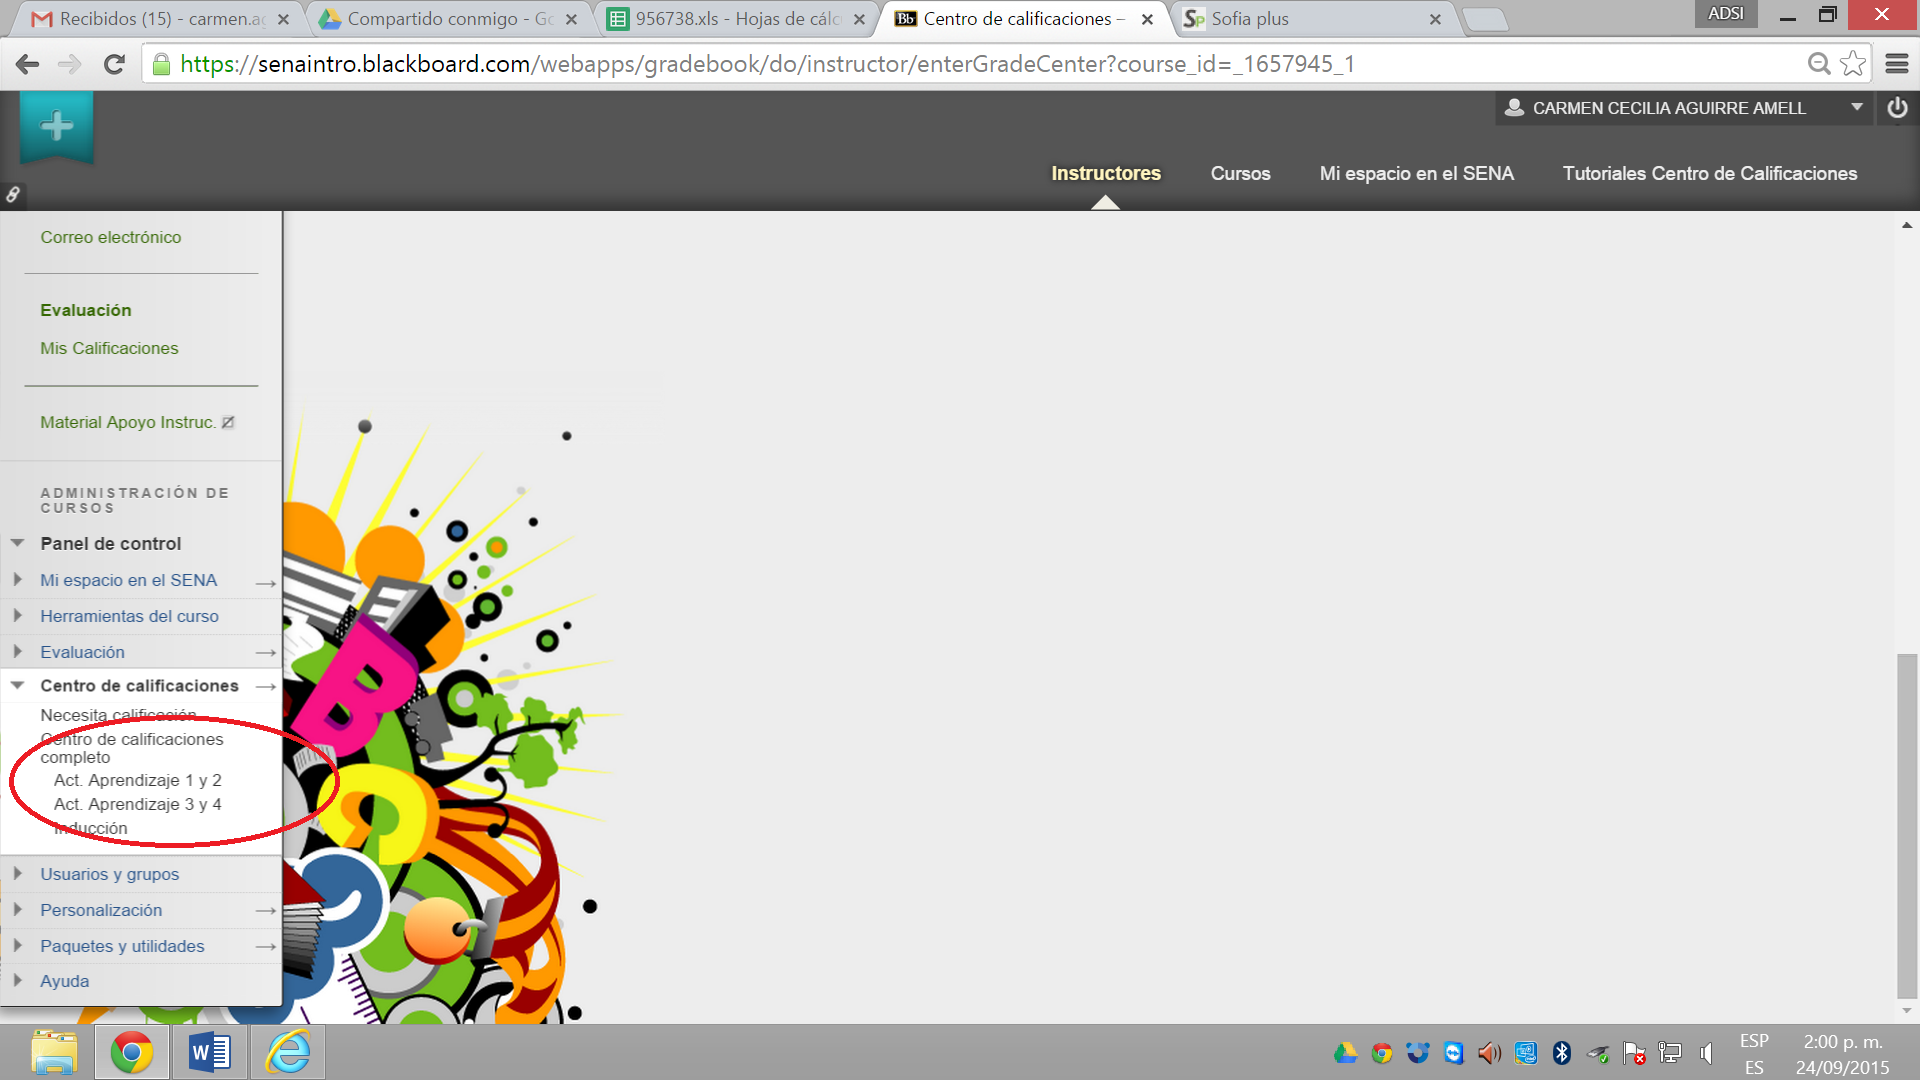 Recibidos (15) - carmen.ag
Compartido conmigo - Go
956738.xls - Hojas de cálc
Bb Centro de calificaciones –
Sp Sofia plus
ADSI
https://senaintro.blackboard.com/webapps/gradebook/do/instructor/enterGradeCenter?course_id=_1657945_1
CARMEN CECILIA AGUIRRE AMELL
Instructores Cursos Mi espacio en el SENA Tutoriales Centro de Calificaciones
Correo electrónico
Evaluación
Mis Calificaciones
Material Apoyo Instruc.
ADMINISTRACIÓN DE
CURSOS
Panel de control
Mi espacio en el SENA
Herramientas del curso
Evaluación
Centro de calificaciones
Necesita calificación
Centro de calificaciones
completo
Act. Aprendizaje 1 y 2
Act. Aprendizaje 3 y 4
Inducción
Usuarios y grupos
Personalización
Paquetes y utilidades
Ayuda
B
C
W
ESP
ES
2:00 p. m.
24/09/2015